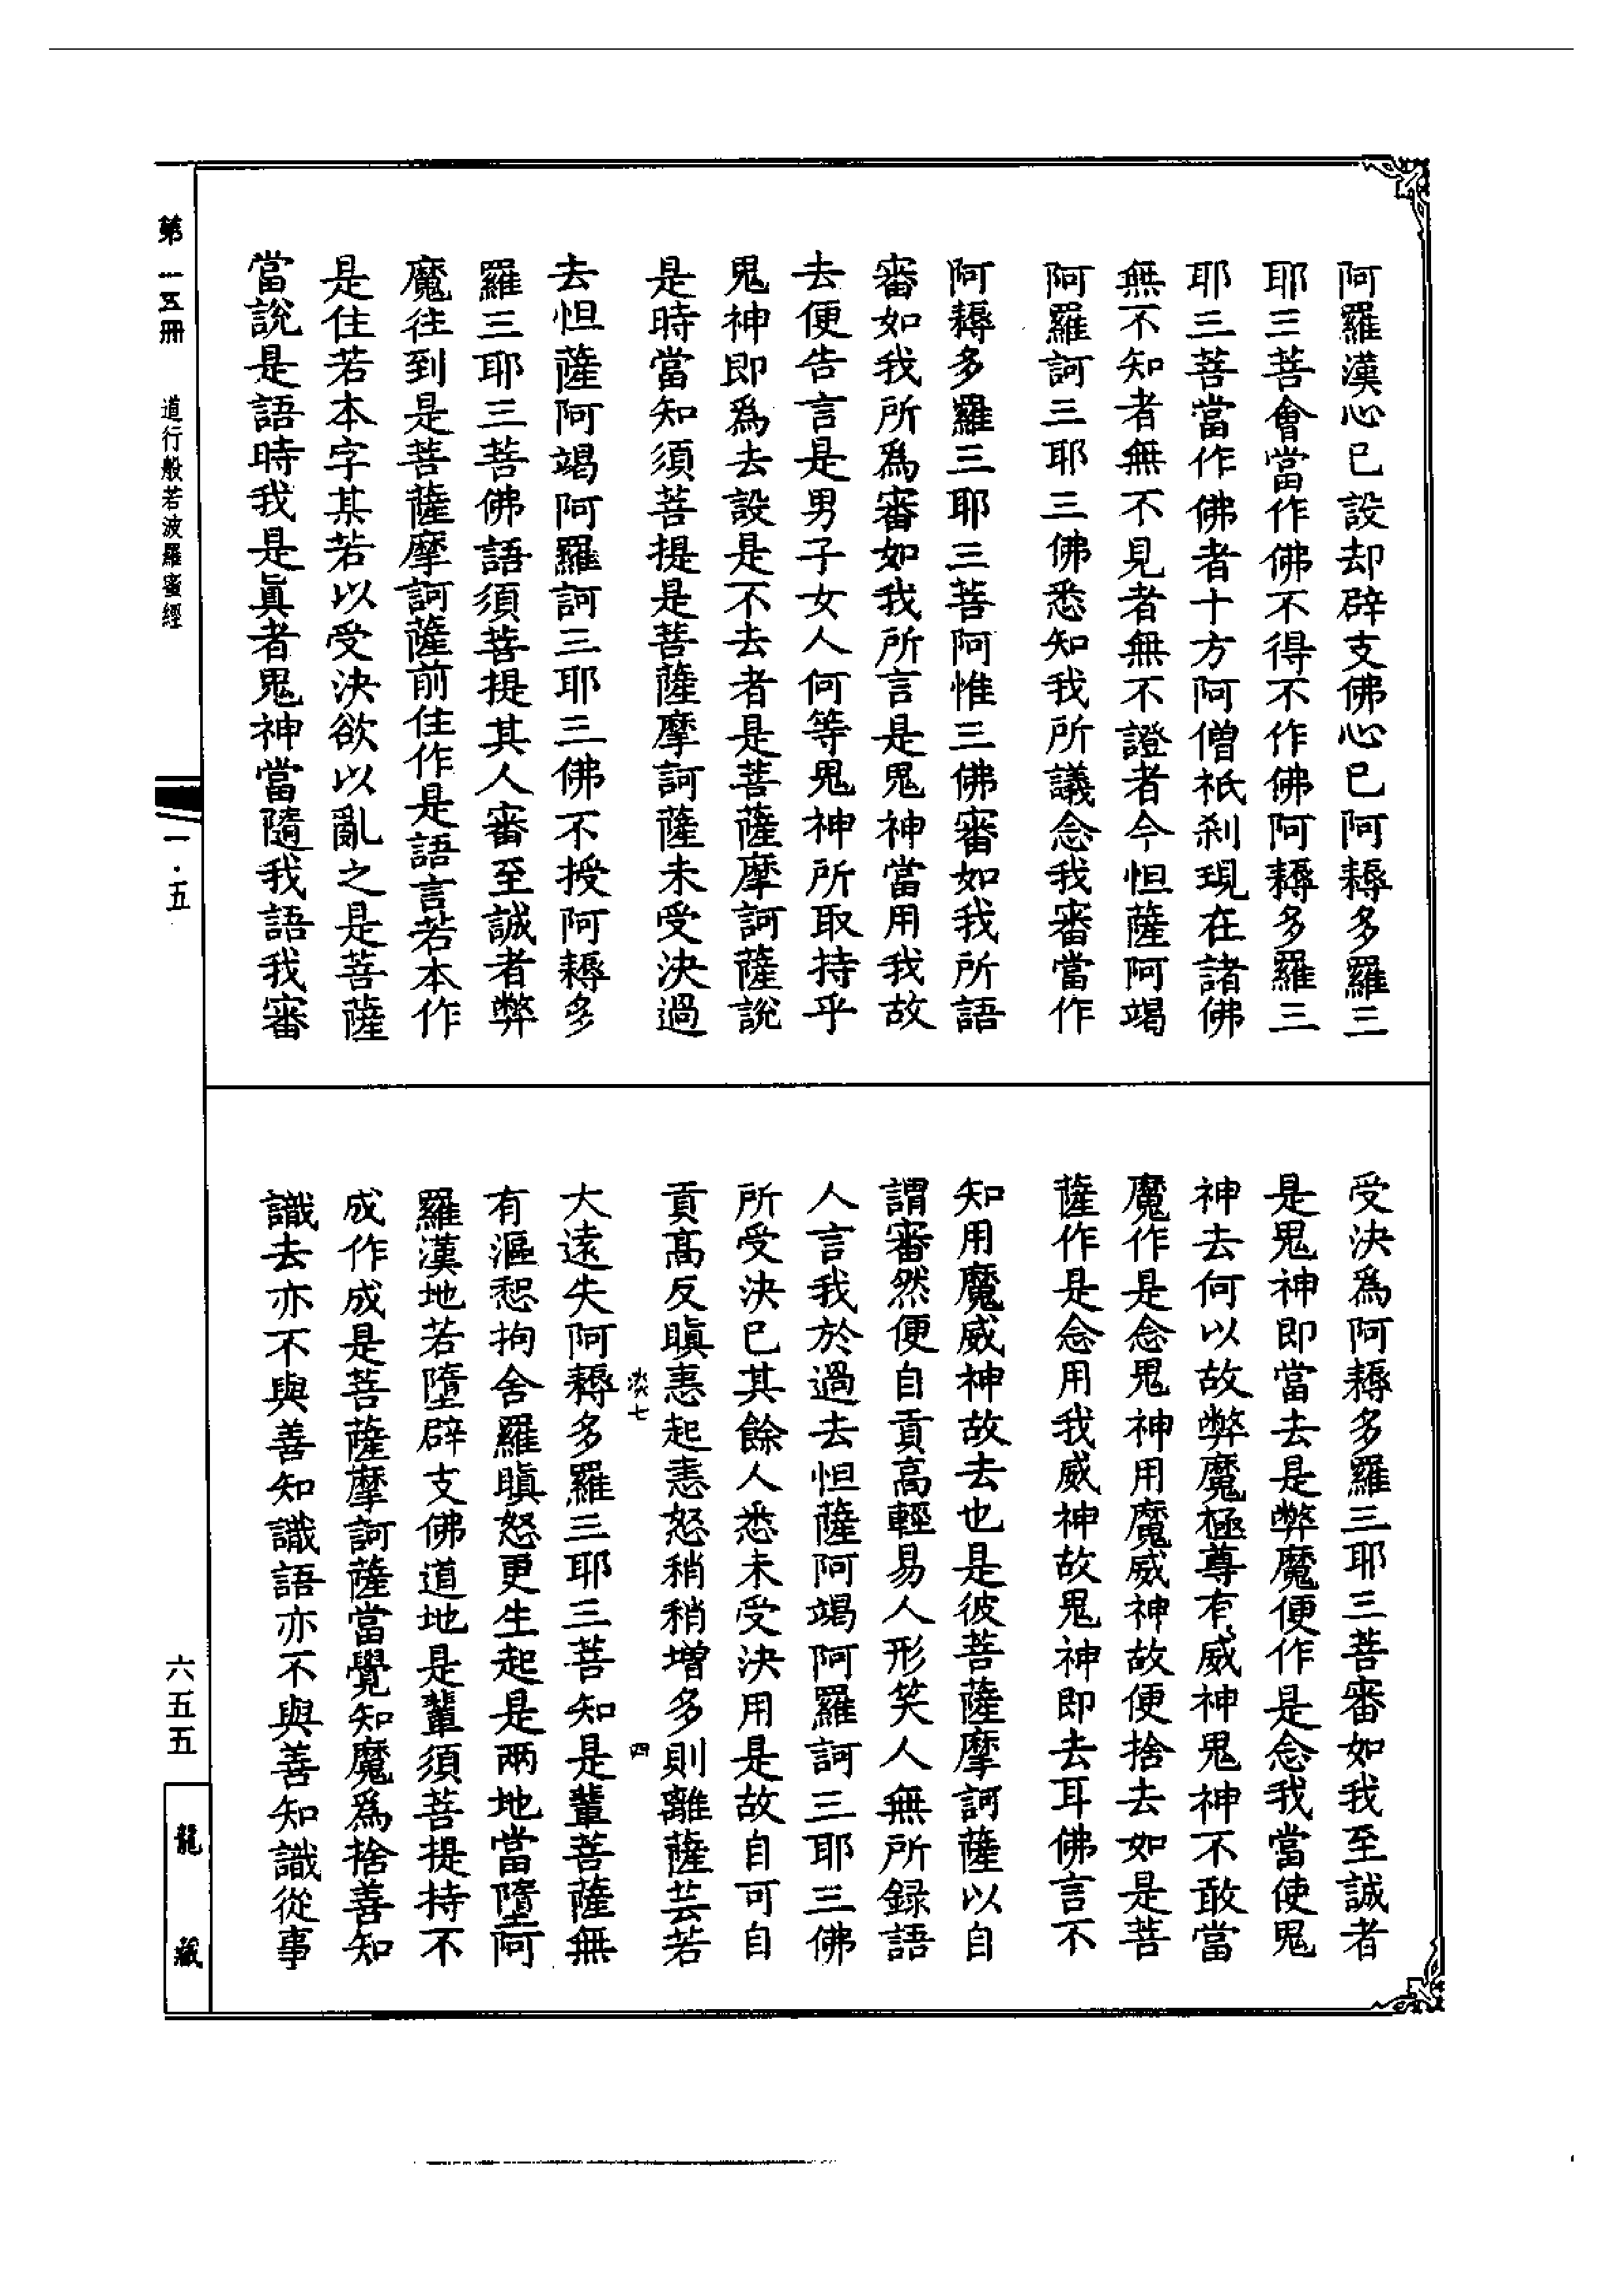 阿羅漢心已設却辟支佛心已阿耨多羅三
耶三菩會當作佛不得不作佛阿耨多羅三
耶三菩當作佛者十方阿僧祇刹現在諸佛
無不知者無不見者無不證者今怛薩阿竭
阿羅訶三耶三佛悉知我所議念我審當作
阿耨多羅三耶三菩阿惟三佛審如我所語
審如我所爲審如我所言是鬼神當用我故
去便告言是男子女人何等鬼神所取持乎
鬼神即爲去設是不去者是菩薩摩訶薩說
是時當知須菩提是菩薩摩訶薩未受決過
去怛薩阿竭阿羅訶三耶三佛不授阿耨多
羅三耶三菩佛語須菩提其人審至誠者弊
魔往到是菩薩摩訶薩前住作是語言若本作
是住若本字某若以受決欲以亂之是菩薩
當說是語時我是眞者鬼神當隨我語我審
受決爲阿耨多羅三耶三菩審如我至誠者
是鬼神即當去是弊魔便作是念我當使鬼
神去何以故弊魔極尊有威神鬼神不敢當
魔作是念鬼神用魔威神故便捨去如是菩
薩作是念用我威神故鬼神即去耳佛言不
知用魔威神故去也是彼菩薩摩訶薩以自
謂審然便自貢高輕易人形笑人無所録語
人言我於過去怛薩阿竭阿羅訶三耶三佛
所受決已其餘人悉未受決用是故自可自
貢髙反瞋恚起恚怒稍稍增多則離薩芸若
淡七
四
大遠失阿耨多羅三耶三菩知是輩菩薩無
有漚惒拘舍羅瞋怒更生起是兩地當墮阿
羅漢地若墮辟支佛道地是輩須菩提持不
成作成是菩薩摩訶薩當覺知魔爲捨善知
識去亦不與善知識語亦不與善知識從事
第一五冊
道行般若波羅蜜經
一·五
六五五
龍藏